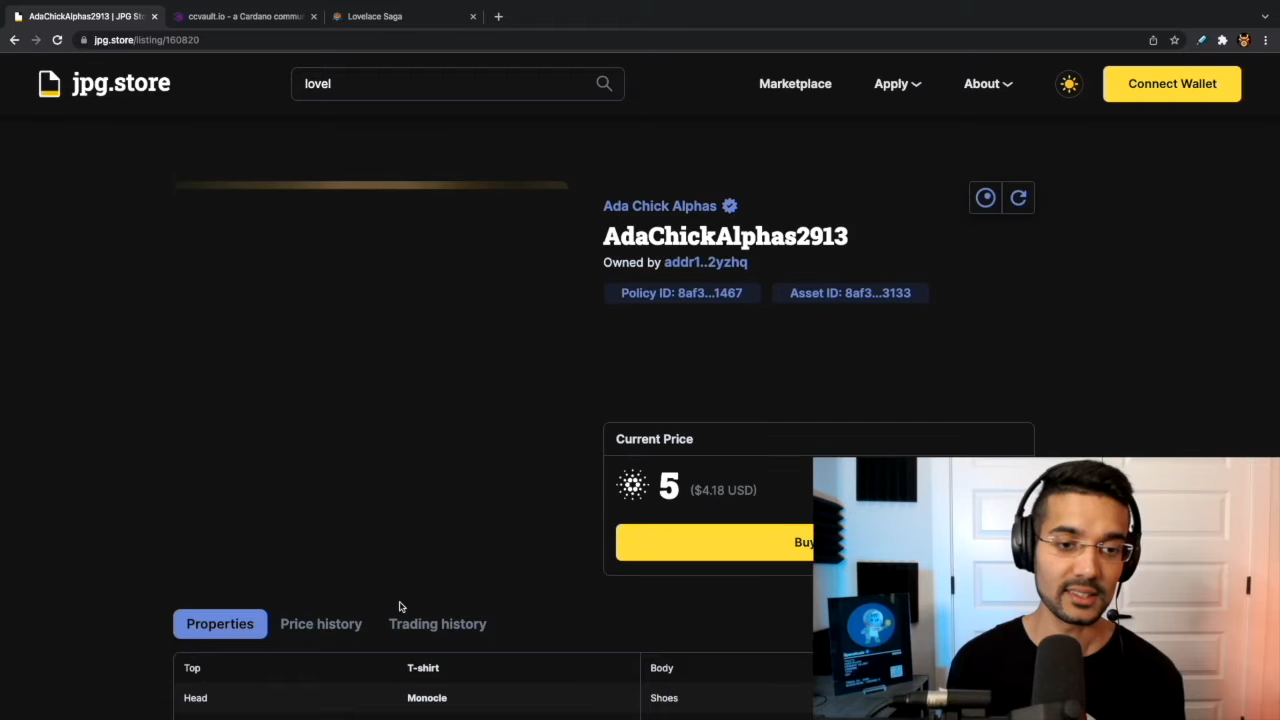 AdaChickAlphas2913 | JPG Sto
ccvault.io - a Cardano commun
Lovelace Saga
jpg.store/listing/160820
jpg.store
lovel
Marketplace
Apply
About
Connect Wallet
Ada Chick Alphas
AdaChickAlphas2913
Owned by addr1..2yzhq
Policy ID: 8af3...1467
Asset ID: 8af3...3133
Current Price
5 ($4.18 USD)
Buy
Properties
Price history
Trading history
Top T-shirt Body
Head Monocle Shoes